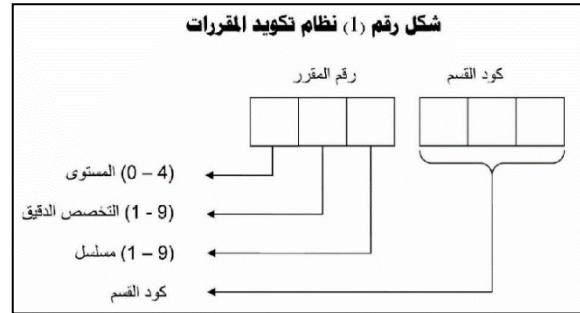 شكل رقم (1) نظام تكويد المقررات
كود القسم
رقم المقرر
(0 – 4) المستوى
(1 - 9) التخصص الدقيق
(1 – 9) مسلسل
كود القسم